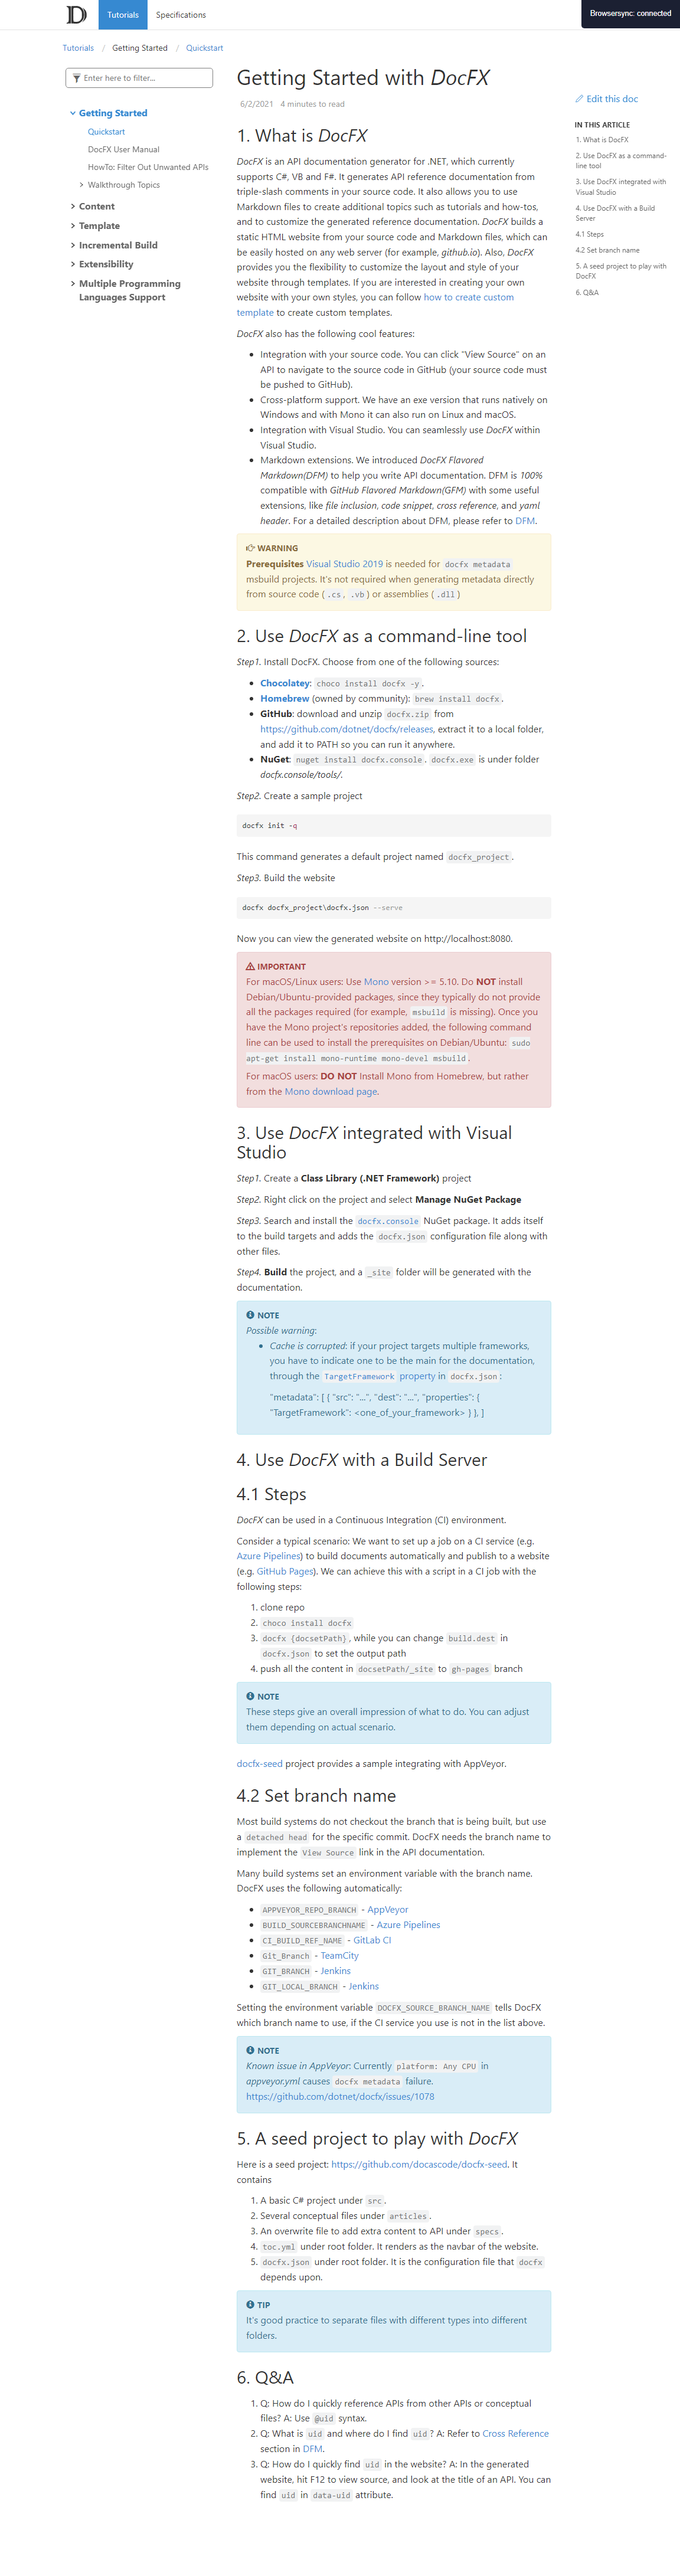 Tutorials
Specifications
Browsersync: connected
Tutorials / Getting Started / Quickstart
Enter here to filter...
Getting Started
Quickstart
DocFX User Manual
HowTo: Filter Out Unwanted APIs
Walkthrough Topics
Content
Template
Incremental Build
Extensibility
Multiple Programming
Languages Support
Getting Started with DocFX
6/2/2021 4 minutes to read
1. What is DocFX
DocFX is an API documentation generator for .NET, which currently
supports C#, VB and F#. It generates API reference documentation from
triple-slash comments in your source code. It also allows you to use
Markdown files to create additional topics such as tutorials and how-tos,
and to customize the generated reference documentation. DocFX builds a
static HTML website from your source code and Markdown files, which can
be easily hosted on any web server (for example, github.io). Also, DocFX
provides you the flexibility to customize the layout and style of your
website through templates. If you are interested in creating your own
website with your own styles, you can follow how to create custom
template to create custom templates.
DocFX also has the following cool features:
• Integration with your source code. You can click "View Source" on an
API to navigate to the source code in GitHub (your source code must
be pushed to GitHub).
• Cross-platform support. We have an exe version that runs natively on
Windows and with Mono it can also run on Linux and macOS.
• Integration with Visual Studio. You can seamlessly use DocFX within
Visual Studio.
• Markdown extensions. We introduced DocFX Flavored
Markdown(DFM) to help you write API documentation. DFM is 100%
compatible with GitHub Flavored Markdown(GFM) with some useful
extensions, like file inclusion, code snippet, cross reference, and yaml
header. For a detailed description about DFM, please refer to DFM.
WARNING
Prerequisites Visual Studio 2019 is needed for docfx metadata
msbuild projects. It's not required when generating metadata directly
from source code ( .cs, .vb ) or assemblies ( .dll )
2. Use DocFX as a command-line tool
Step1. Install DocFX. Choose from one of the following sources:
• Chocolatey: choco install docfx -y.
• Homebrew (owned by community): brew install docfx.
• GitHub: download and unzip docfx.zip from
https://github.com/dotnet/docfx/releases, extract it to a local folder,
and add it to PATH so you can run it anywhere.
• NuGet: nuget install docfx.console. docfx.exe is under folder
docfx.console/tools/.
Step2. Create a sample project
docfx init -q
This command generates a default project named docfx_project.
Step3. Build the website
docfx docfx_project\docfx.json --serve
Now you can view the generated website on http://localhost:8080.
IMPORTANT
For macOS/Linux users: Use Mono version >= 5.10. Do NOT install
Debian/Ubuntu-provided packages, since they typically do not provide
all the packages required (for example, msbuild is missing). Once you
have the Mono project's repositories added, the following command
line can be used to install the prerequisites on Debian/Ubuntu: sudo
apt-get install mono-runtime mono-devel msbuild.
For macOS users: DO NOT Install Mono from Homebrew, but rather
from the Mono download page.
3. Use DocFX integrated with Visual
Studio
Step1. Create a Class Library (.NET Framework) project
Step2. Right click on the project and select Manage NuGet Package
Step3. Search and install the docfx.console NuGet package. It adds itself
to the build targets and adds the docfx.json configuration file along with
other files.
Step4. Build the project, and a _site folder will be generated with the
documentation.
NOTE
Possible warning:
• Cache is corrupted: if your project targets multiple frameworks,
you have to indicate one to be the main for the documentation,
through the TargetFramework property in docfx.json:
"metadata": [ { "src": "...", "dest": "...", "properties": {
"TargetFramework": <one_of_your_framework> } }, ]
4. Use DocFX with a Build Server
4.1 Steps
DocFX can be used in a Continuous Integration (CI) environment.
Consider a typical scenario: We want to set up a job on a CI service (e.g.
Azure Pipelines) to build documents automatically and publish to a website
(e.g. GitHub Pages). We can achieve this with a script in a CI job with the
following steps:
1. clone repo
2. choco install docfx
3. docfx {docsetPath}, while you can change build.dest in
docfx.json to set the output path
4. push all the content in docsetPath/_site to gh-pages branch
NOTE
These steps give an overall impression of what to do. You can adjust
them depending on actual scenario.
docfx-seed project provides a sample integrating with AppVeyor.
4.2 Set branch name
Most build systems do not checkout the branch that is being built, but use
a detached head for the specific commit. DocFX needs the branch name to
implement the View Source link in the API documentation.
Many build systems set an environment variable with the branch name.
DocFX uses the following automatically:
• APPVEYOR_REPO_BRANCH - AppVeyor
• BUILD_SOURCEBRANCHNAME - Azure Pipelines
• CI_BUILD_REF_NAME - GitLab CI
• Git_Branch - TeamCity
• GIT_BRANCH - Jenkins
• GIT_LOCAL_BRANCH - Jenkins
Setting the environment variable DOCFX_SOURCE_BRANCH_NAME tells DocFX
which branch name to use, if the CI service you use is not in the list above.
NOTE
Known issue in AppVeyor: Currently platform: Any CPU in
appveyor.yml causes docfx metadata failure.
https://github.com/dotnet/docfx/issues/1078
5. A seed project to play with DocFX
Here is a seed project: https://github.com/docascode/docfx-seed. It
contains
1. A basic C# project under src.
2. Several conceptual files under articles.
3. An overwrite file to add extra content to API under specs.
4. toc.yml under root folder. It renders as the navbar of the website.
5. docfx.json under root folder. It is the configuration file that docfx
depends upon.
TIP
It's good practice to separate files with different types into different
folders.
6. Q&A
1. Q: How do I quickly reference APIs from other APIs or conceptual
files? A: Use @uid syntax.
2. Q: What is uid and where do I find uid? A: Refer to Cross Reference
section in DFM.
3. Q: How do I quickly find uid in the website? A: In the generated
website, hit F12 to view source, and look at the title of an API. You can
find uid in data-uid attribute.
Edit this doc
IN THIS ARTICLE
1. What is DocFX
2. Use DocFX as a command-
line tool
3. Use DocFX integrated with
Visual Studio
4. Use DocFX with a Build
Server
4.1 Steps
4.2 Set branch name
5. A seed project to play with
DocFX
6. Q&A